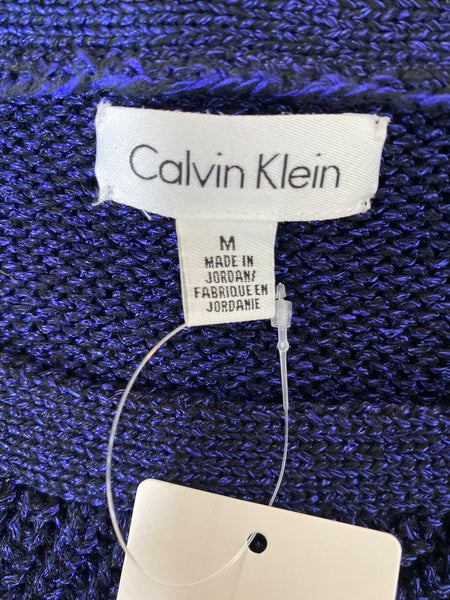 Calvin Klein
M
MADE IN
JORDAN/
FABRIQUE EN
JORDANIE